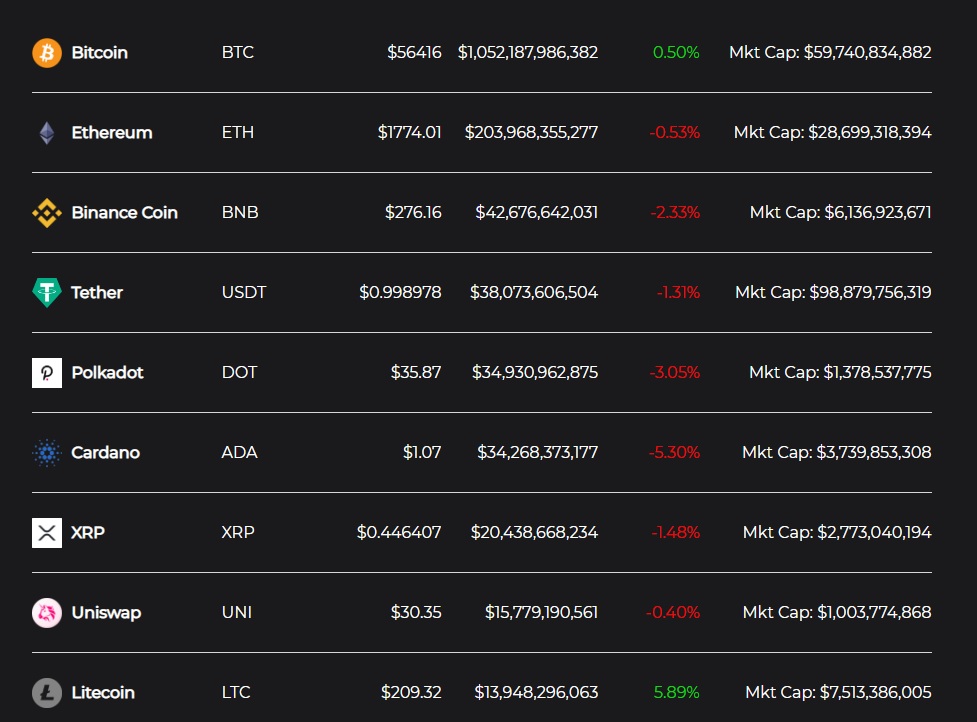 Bitcoin BTC $56416 $1,052,187,986,382 0.50% Mkt Cap: $59,740,834,882
Ethereum ETH $1774.01 $203,968,355,277 -0.53% Mkt Cap: $28,699,318,394
Binance Coin BNB $276.16 $42,676,642,031 -2.33% Mkt Cap: $6,136,923,671
Tether USDT $0.998978 $38,073,606,504 -1.31% Mkt Cap: $98,879,756,319
Polkadot DOT $35.87 $34,930,962,875 -3.05% Mkt Cap: $1,378,537,775
Cardano ADA $1.07 $34,268,373,177 -5.30% Mkt Cap: $3,739,853,308
XRP XRP $0.446407 $20,438,668,234 -1.48% Mkt Cap: $2,773,040,194
Uniswap UNI $30.35 $15,779,190,561 -0.40% Mkt Cap: $1,003,774,868
Litecoin LTC $209.32 $13,948,296,063 5.89% Mkt Cap: $7,513,386,005